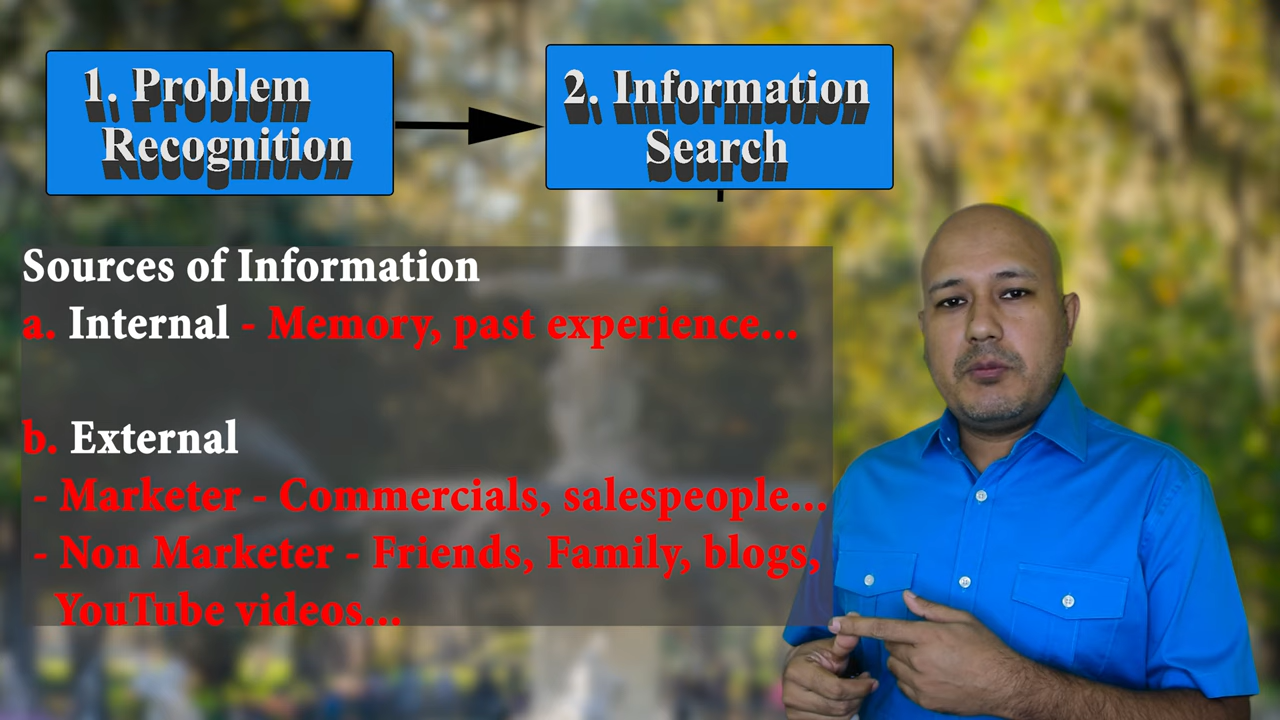 1. Problem
Recognition
2. Information
Search
Sources of Information
a. Internal - Memory, past experience...
b. External
- Marketer - Commercials, salespeople...
- Non Marketer - Friends, Family, blogs,
YouTube videos...